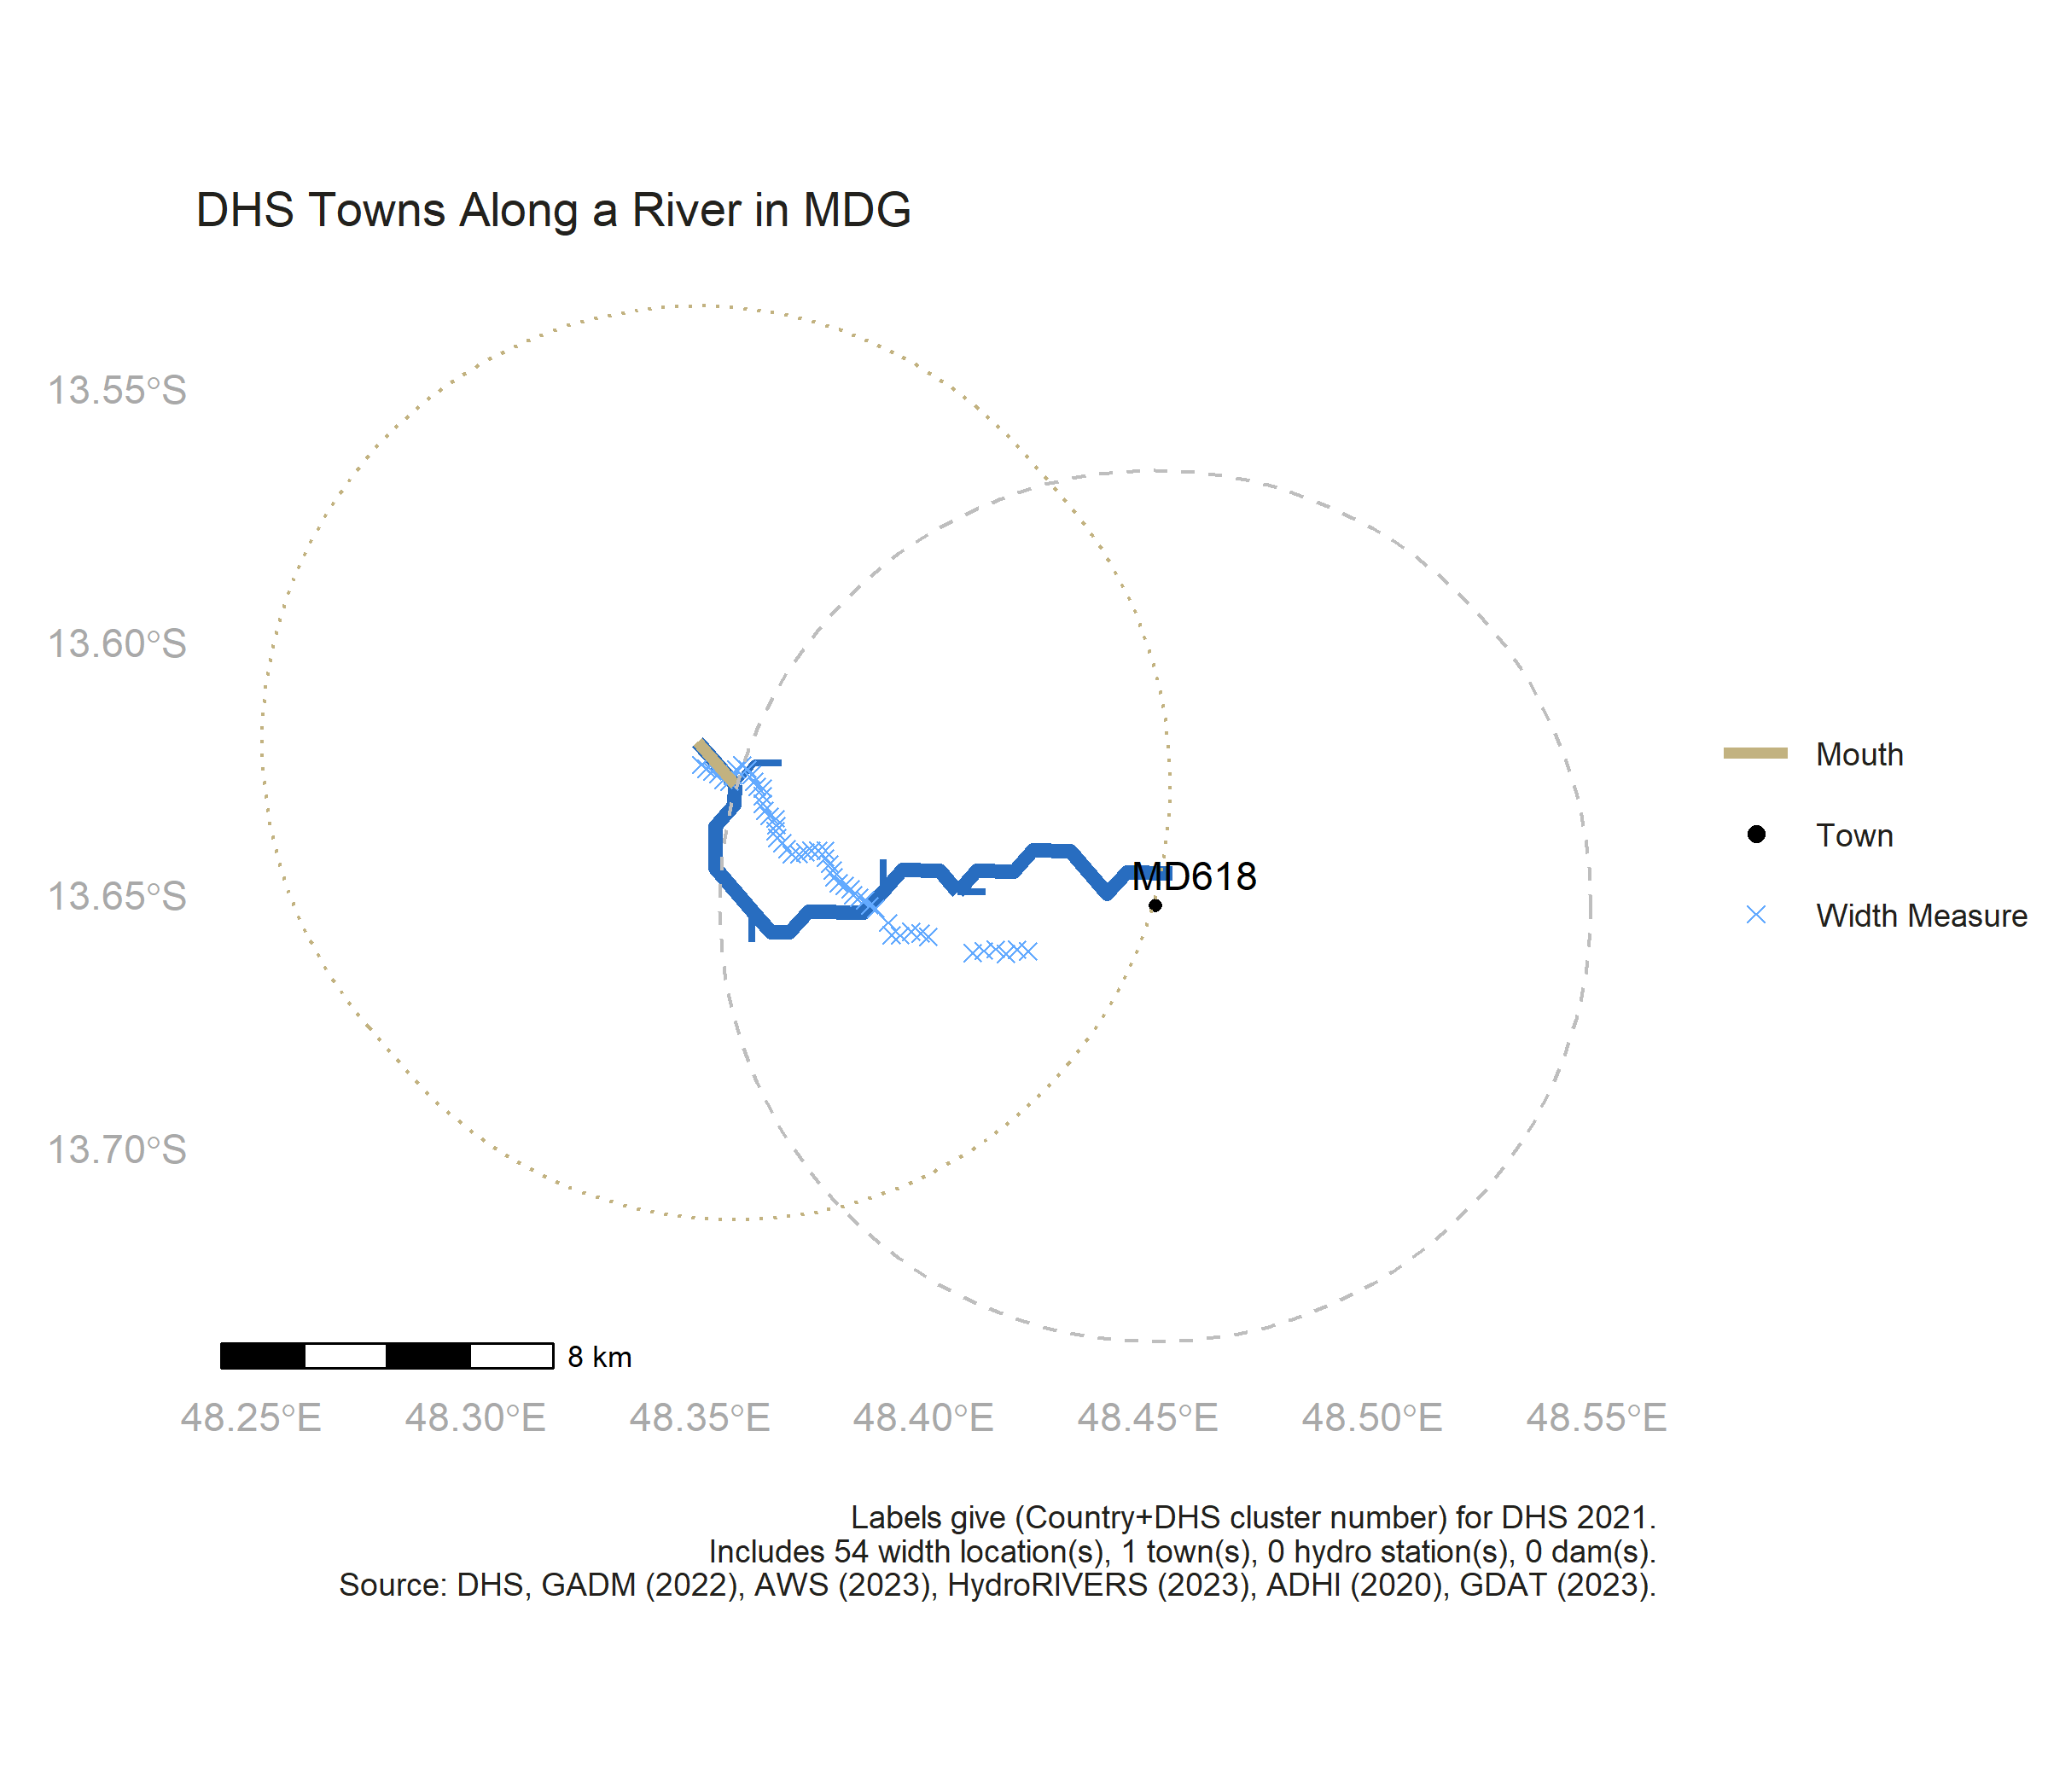 DHS Towns Along a River in MDG
13.55°S
13.60°S
13.65°S
13.70°S
MD618
Mouth
Town
Width Measure
8 km
48.25°E
48.30°E
48.35°E
48.40°E
48.45°E
48.50°E
48.55°E
Labels give (Country+DHS cluster number) for DHS 2021.
Includes 54 width location(s), 1 town(s), 0 hydro station(s), 0 dam(s).
Source: DHS, GADM (2022), AWS (2023), HydroRIVERS (2023), ADHI (2020), GDAT (2023).